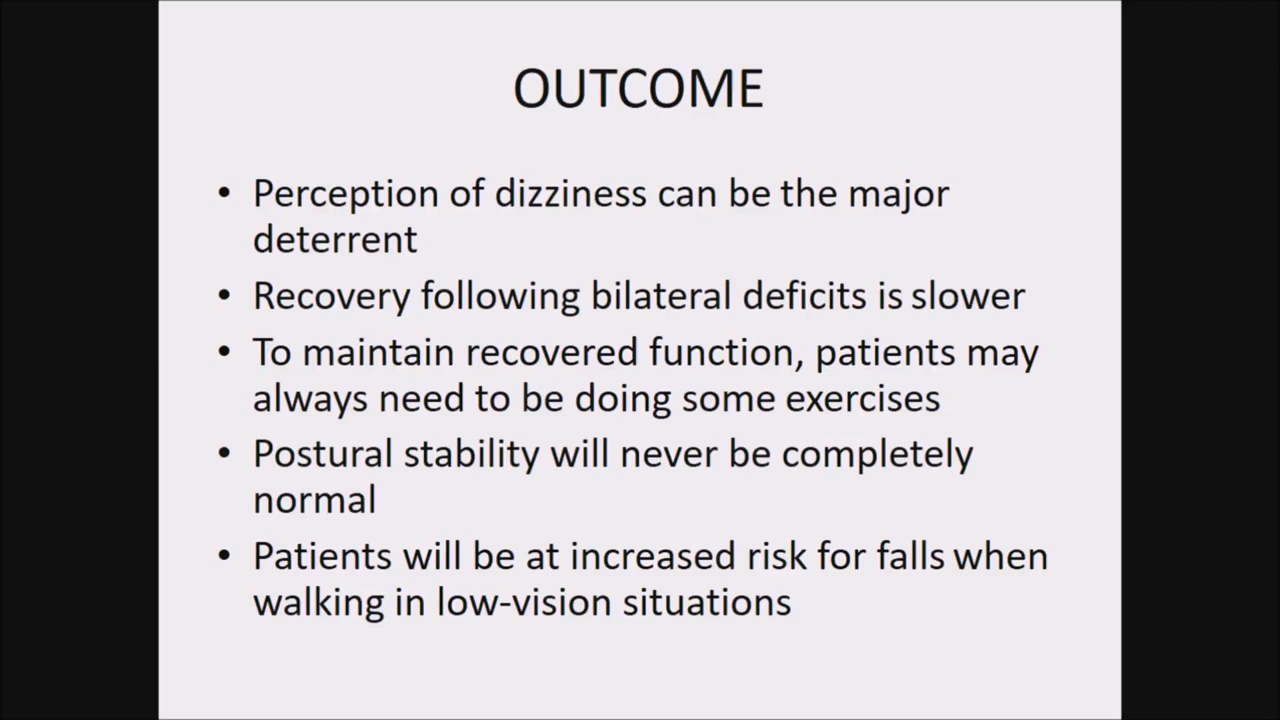 OUTCOME
• Perception of dizziness can be the major
deterrent
• Recovery following bilateral deficits is slower
• To maintain recovered function, patients may
always need to be doing some exercises
• Postural stability will never be completely
normal
• Patients will be at increased risk for falls when
walking in low-vision situations